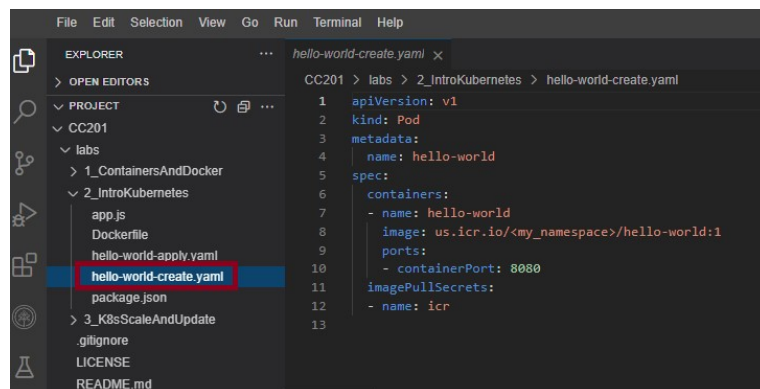 File Edit Selection View Go Run Terminal Help
EXPLORER ...
OPEN EDITORS
PROJECT ...
CC201
labs
1_ContainersAndDocker
2_IntroKubernetes
app.js
Dockerfile
hello-world-apply.yaml
hello-world-create.yaml
package.json
3_K8sScaleAndUpdate
.gitignore
LICENSE
README.md
hello-world-create.yaml
CC201 > labs > 2_IntroKubernetes > hello-world-create.yaml
1 apiVersion: v1
2 kind: Pod
3 metadata:
4   name: hello-world
5 spec:
6   containers:
7   - name: hello-world
8     image: us.icr.io/<my_namespace>/hello-world:1
9     ports:
10     - containerPort: 8080
11   imagePullSecrets:
12   - name: icr
13